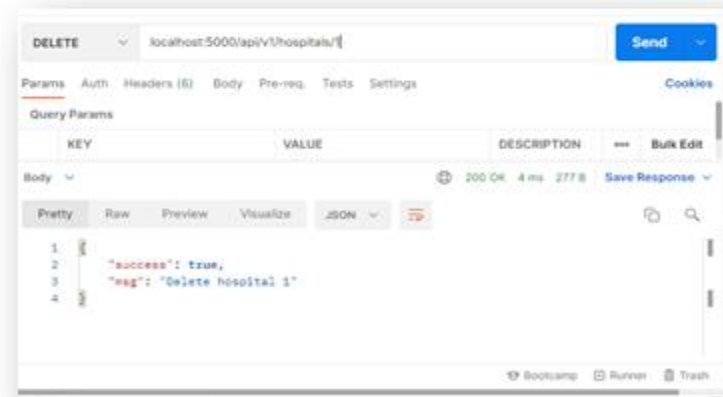 DELETE localhost:5000/api/v1/hospitals/1 Send
Params Auth Headers (6) Body Pre-req. Tests Settings Cookies
Query Params
KEY VALUE DESCRIPTION ••• Bulk Edit
Body 200 OK 4 ms 277 B Save Response
Pretty Raw Preview Visualize JSON
1 {
2 "success": true,
3 "msg": "Delete hospital 1"
4 }
Bootcamp Runner Trash